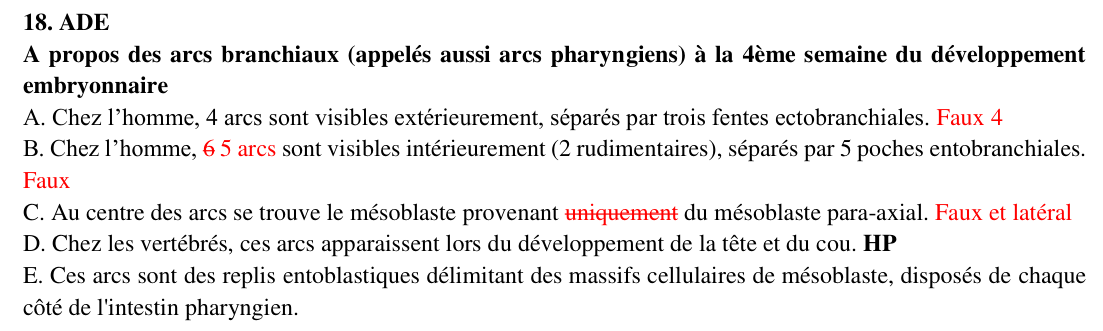 18. ADE
A propos des arcs branchiaux (appelés aussi arcs pharyngiens) à la 4ème semaine du développement
embryonnaire
A. Chez l'homme, 4 arcs sont visibles extérieurement, séparés par trois fentes ectobranchiales. Faux 4
B. Chez l'homme, 6 5 arcs sont visibles intérieurement (2 rudimentaires), séparés par 5 poches entobranchiales.
Faux
C. Au centre des arcs se trouve le mésoblaste provenant uniquement du mésoblaste para-axial. Faux et latéral
D. Chez les vertébrés, ces arcs apparaissent lors du développement de la tête et du cou. HP
E. Ces arcs sont des replis entoblastiques délimitant des massifs cellulaires de mésoblaste, disposés de chaque
côté de l'intestin pharyngien.